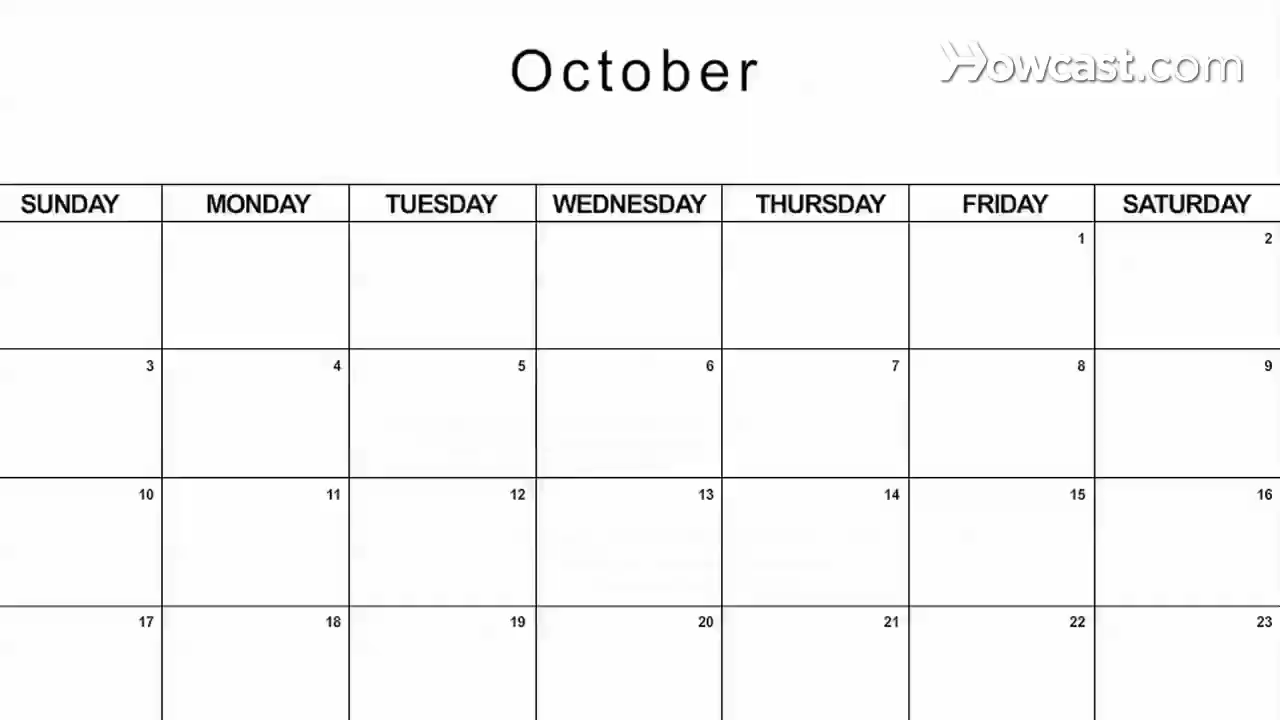 October
Howcast.com
SUNDAY MONDAY TUESDAY WEDNESDAY THURSDAY FRIDAY SATURDAY
1 2
3 4 5 6 7 8 9
10 11 12 13 14 15 16
17 18 19 20 21 22 23